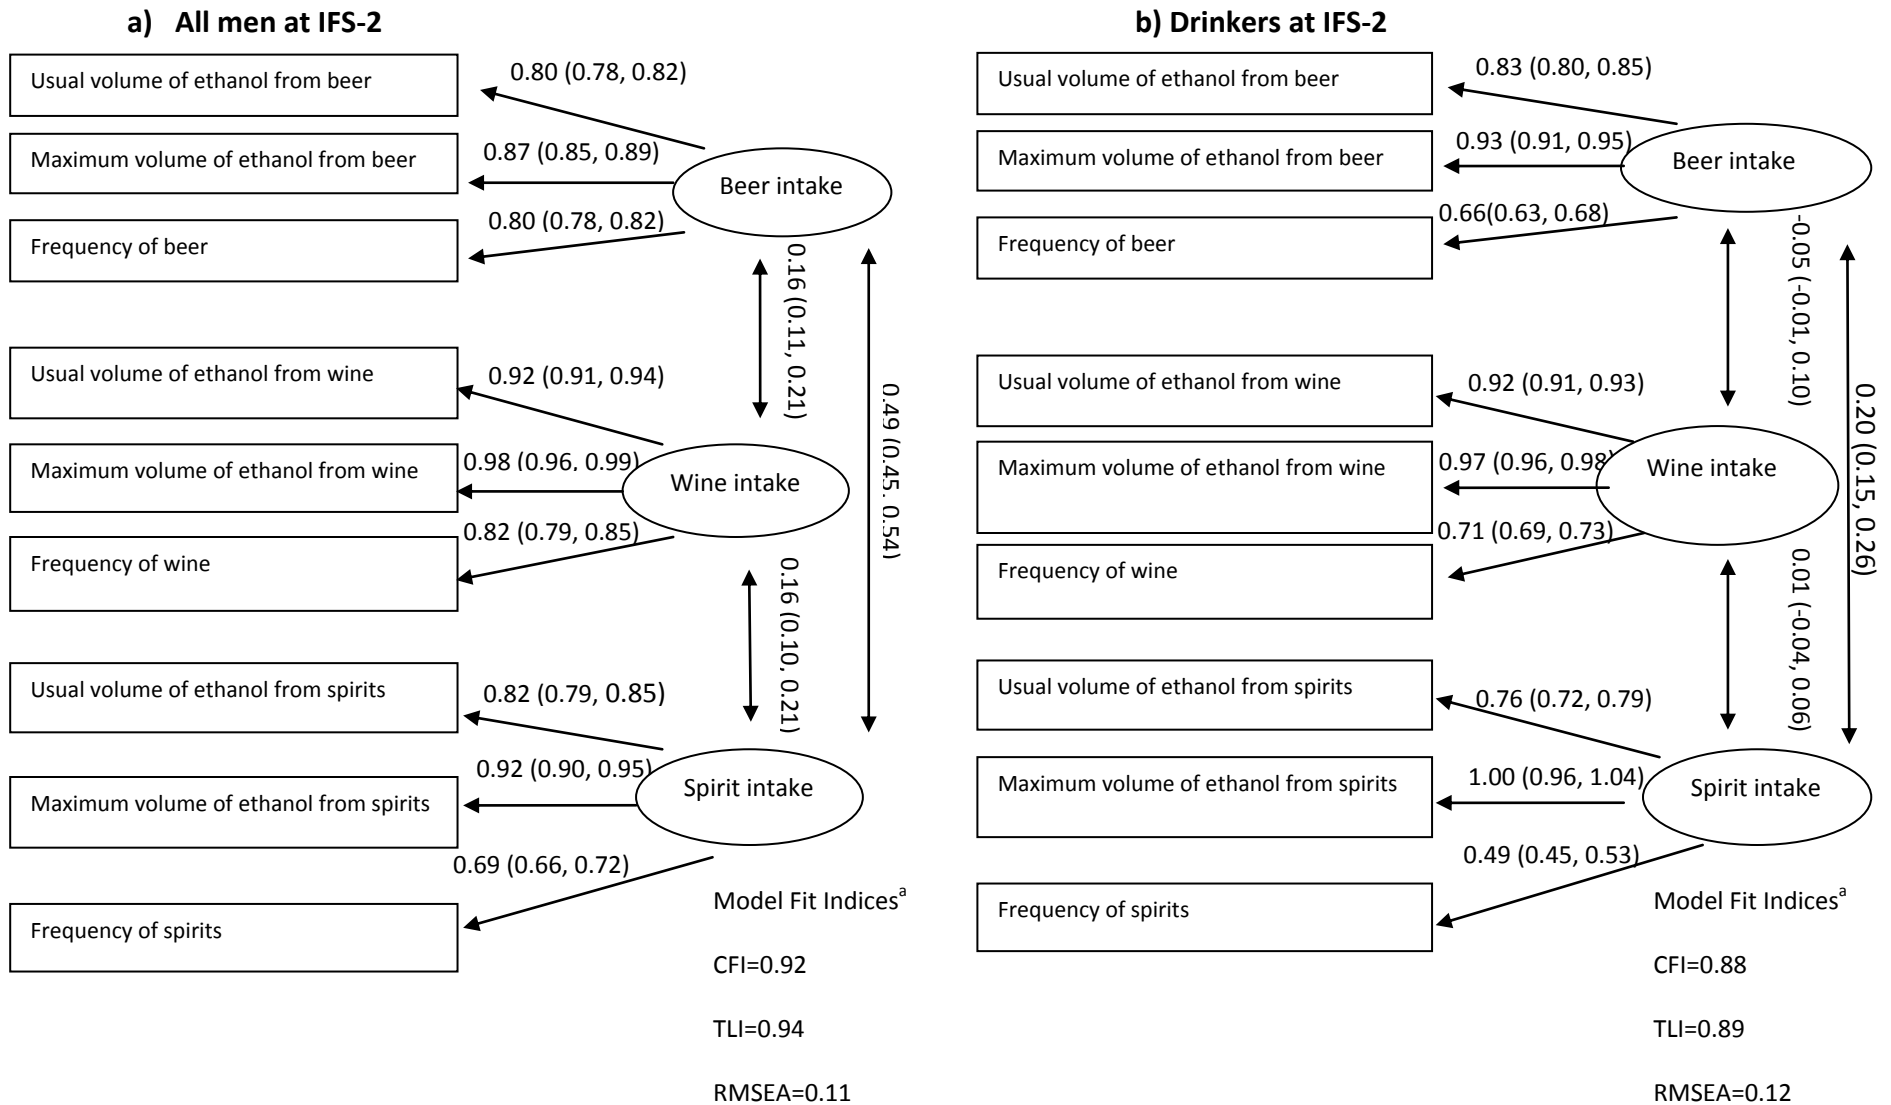 a) All men at IFS-2
Usual volume of ethanol from beer
0.80 (0.78, 0.82)
Maximum volume of ethanol from beer
0.87 (0.85, 0.89)
Beer intake
Frequency of beer
0.80 (0.78, 0.82)
0.16 (0.11, 0.21)
0.49 (0.45, 0.54)
Usual volume of ethanol from wine
0.92 (0.91, 0.94)
Maximum volume of ethanol from wine
0.98 (0.96, 0.99)
Wine intake
Frequency of wine
0.82 (0.79, 0.85)
0.16 (0.10, 0.21)
Usual volume of ethanol from spirits
0.82 (0.79, 0.85)
Maximum volume of ethanol from spirits
0.92 (0.90, 0.95)
Spirit intake
0.69 (0.66, 0.72)
Frequency of spirits
Model Fit Indicesᵃ
CFI=0.92
TLI=0.94
RMSEA=0.11
b) Drinkers at IFS-2
Usual volume of ethanol from beer
0.83 (0.80, 0.85)
Maximum volume of ethanol from beer
0.93 (0.91, 0.95)
Beer intake
Frequency of beer
0.66(0.63, 0.68)
-0.05 (-0.01, 0.10)
0.20 (0.15, 0.26)
Usual volume of ethanol from wine
0.92 (0.91, 0.93)
Maximum volume of ethanol from wine
0.97 (0.96, 0.98)
Wine intake
Frequency of wine
0.71 (0.69, 0.73)
0.01 (-0.04, 0.06)
Usual volume of ethanol from spirits
0.76 (0.72, 0.79)
Maximum volume of ethanol from spirits
1.00 (0.96, 1.04)
Spirit intake
0.49 (0.45, 0.53)
Frequency of spirits
Model Fit Indicesᵃ
CFI=0.88
TLI=0.89
RMSEA=0.12